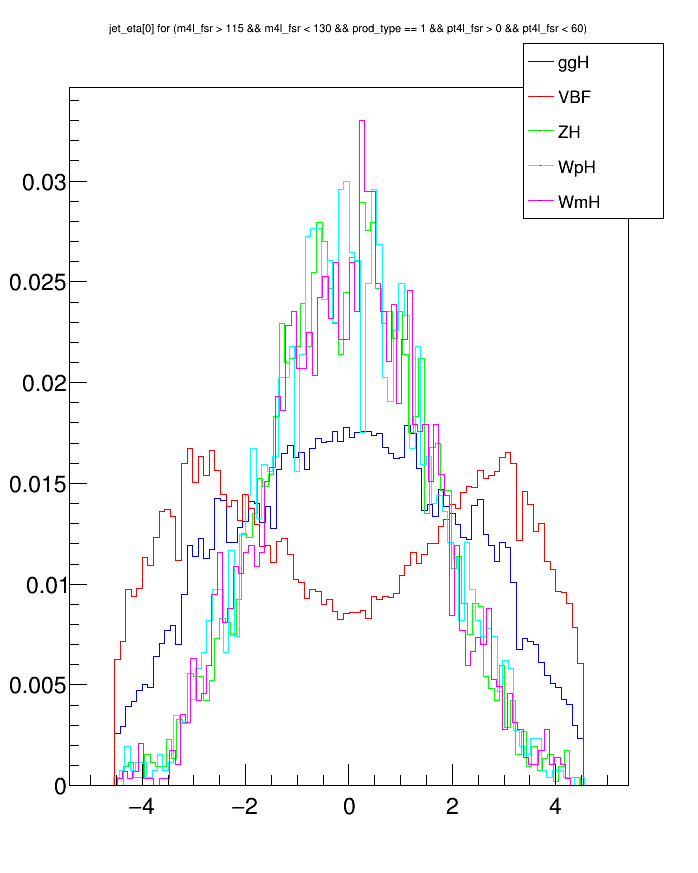 jet_eta[0] for (m4l_fsr > 115 && m4l_fsr < 130 && prod_type == 1 && pt4l_fsr > 0 && pt4l_fsr < 60)
ggH
VBF
ZH
WpH
WmH
0.03
0.025
0.02
0.015
0.01
0.005
0
−4 −2 0 2 4